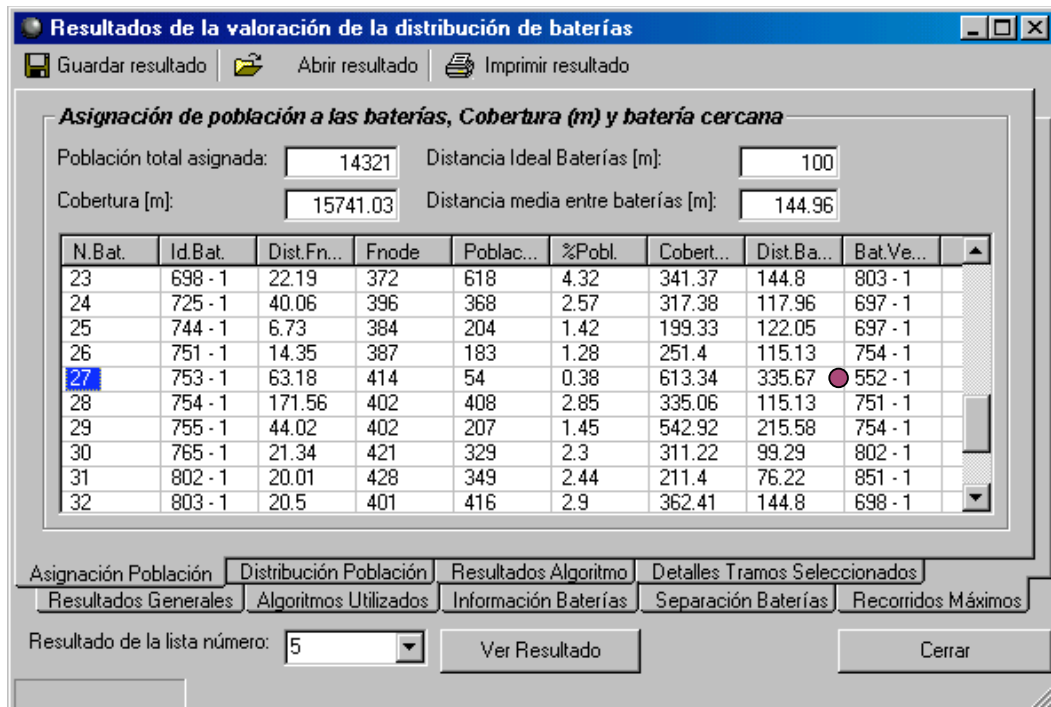 Resultados de la valoración de la distribución de baterías
Guardar resultado Abrir resultado Imprimir resultado
Asignación de población a las baterías, Cobertura (m) y batería cercana
Población total asignada: 14321 Distancia Ideal Baterías [m]: 100
Cobertura [m]: 15741.03 Distancia media entre baterías [m]: 144.96
N.Bat. Id.Bat. Dist.Fn... Fnode Poblac... %Pobl. Cobert... Dist.Ba... Bat.Ve...
23 698 - 1 22.19 372 618 4.32 341.37 144.8 803 - 1
24 725 - 1 40.06 396 368 2.57 317.38 117.96 697 - 1
25 744 - 1 6.73 384 204 1.42 199.33 122.05 697 - 1
26 751 - 1 14.35 387 183 1.28 251.4 115.13 754 - 1
27 753 - 1 63.18 414 54 0.38 613.34 335.67 552 - 1
28 754 - 1 171.56 402 408 2.85 335.06 115.13 751 - 1
29 755 - 1 44.02 402 207 1.45 542.92 215.58 754 - 1
30 765 - 1 21.34 421 329 2.3 311.22 99.29 802 - 1
31 802 - 1 20.01 428 349 2.44 211.4 76.22 851 - 1
32 803 - 1 20.5 401 416 2.9 362.41 144.8 698 - 1
Asignación Población Distribución Población Resultados Algoritmo Detalles Tramos Seleccionados
Resultados Generales Algoritmos Utilizados Información Baterías Separación Baterías Recorridos Máximos
Resultado de la lista número: 5 Ver Resultado Cerrar